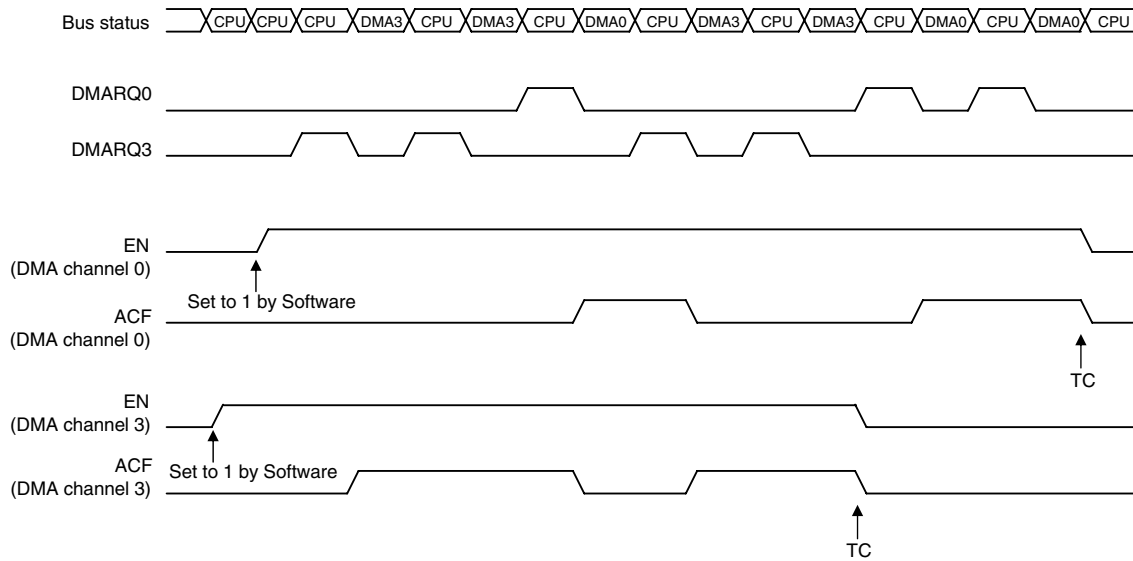 Bus status CPU CPU CPU DMA3 CPU DMA3 CPU DMA0 CPU DMA3 CPU DMA3 CPU DMA0 CPU DMA0 CPU
DMARQ0
DMARQ3
EN
(DMA channel 0)
Set to 1 by Software
ACF
(DMA channel 0)
TC
EN
(DMA channel 3)
Set to 1 by Software
ACF
(DMA channel 3)
TC